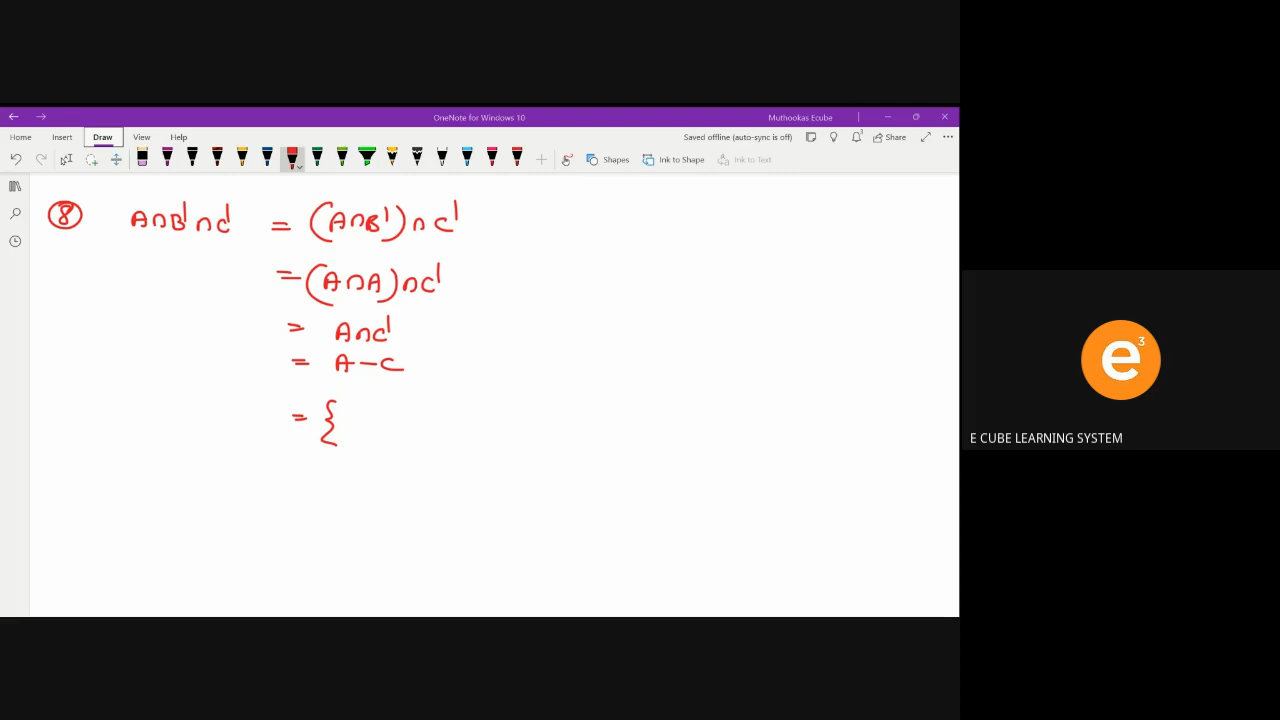 OneNote for Windows 10
Muthookas Ecube
Home Insert Draw View Help
Saved offline (auto-sync is off)
Share
Shapes
Ink to Shape
Ink to Text
8 A∩B'∩C' = (A∩B')∩C'
= (A∩A)∩C'
= A∩C'
= A-C
= {
e³
E CUBE LEARNING SYSTEM